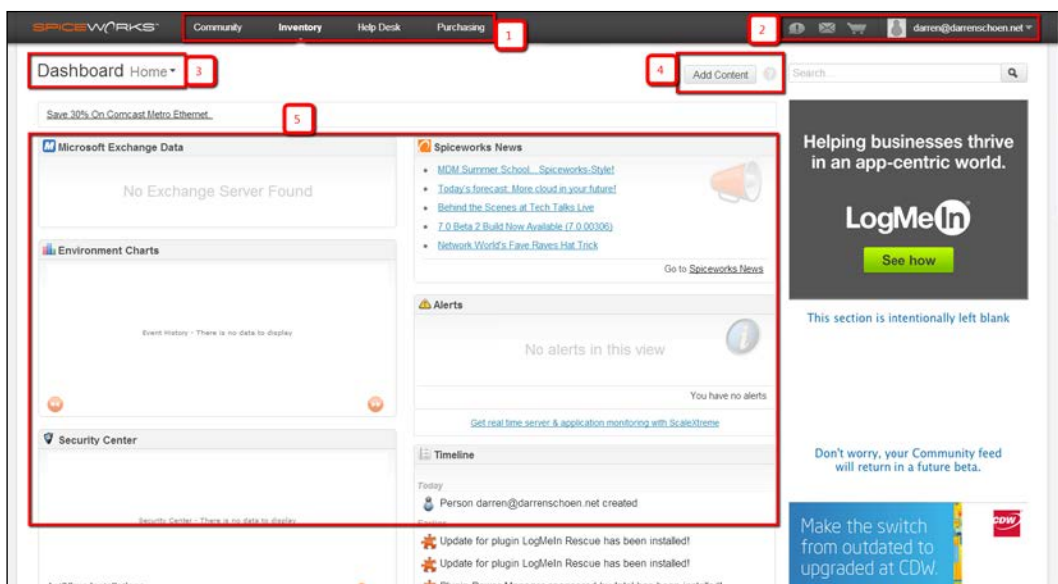 SPICEWORKS
Community
Inventory
Help Desk
Purchasing
1
2
darren@darrenschoen.net
Dashboard Home
3
4
Add Content
Search...
Save 30% On Comcast Metro Ethernet.
5
Microsoft Exchange Data
No Exchange Server Found
Environment Charts
Event History - There is no data to display
Security Center
Security Center - There is no data to display
Spiceworks News
MDM Summer School... Spiceworks-Style!
Today's forecast: More cloud in your future!
Behind the Scenes at Tech Talks Live
7.0 Beta 2 Build Now Available (7.0.00306)
Network World's Fave Raves Hat Trick
Go to Spiceworks News
Alerts
No alerts in this view
You have no alerts
Get real time server & application monitoring with ScaleXtreme
Timeline
Today
Person darren@darrenschoen.net created
Update for plugin LogMeIn Rescue has been installed!
Update for plugin LogMeIn Rescue has been installed!
Helping businesses thrive
in an app-centric world.
LogMeIn
See how
This section is intentionally left blank
Don't worry, your Community feed
will return in a future beta.
Make the switch
from outdated to
upgraded at CDW.
CDW